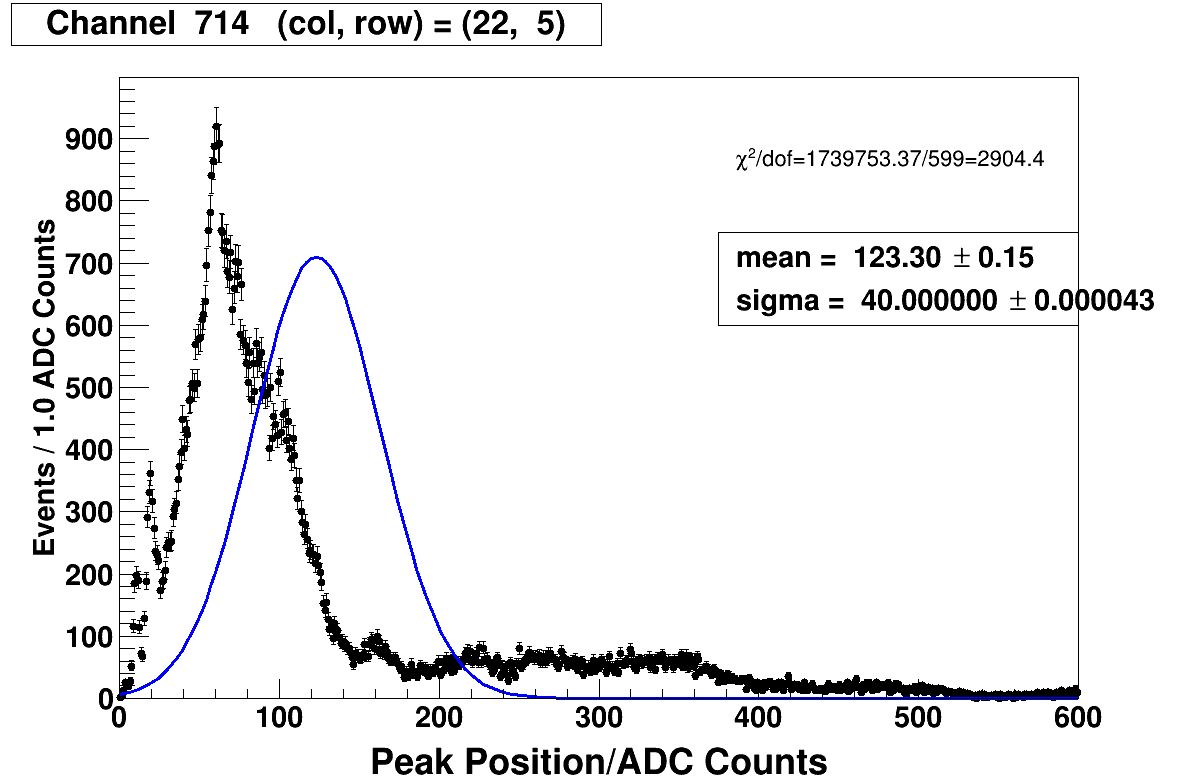 Channel 714 (col, row) = (22, 5)
χ²/dof=1739753.37/599=2904.4
mean = 123.30 ± 0.15
sigma = 40.000000 ± 0.000043
Events / 1.0 ADC Counts
900
800
700
600
500
400
300
200
100
0
0 100 200 300 400 500 600
Peak Position/ADC Counts